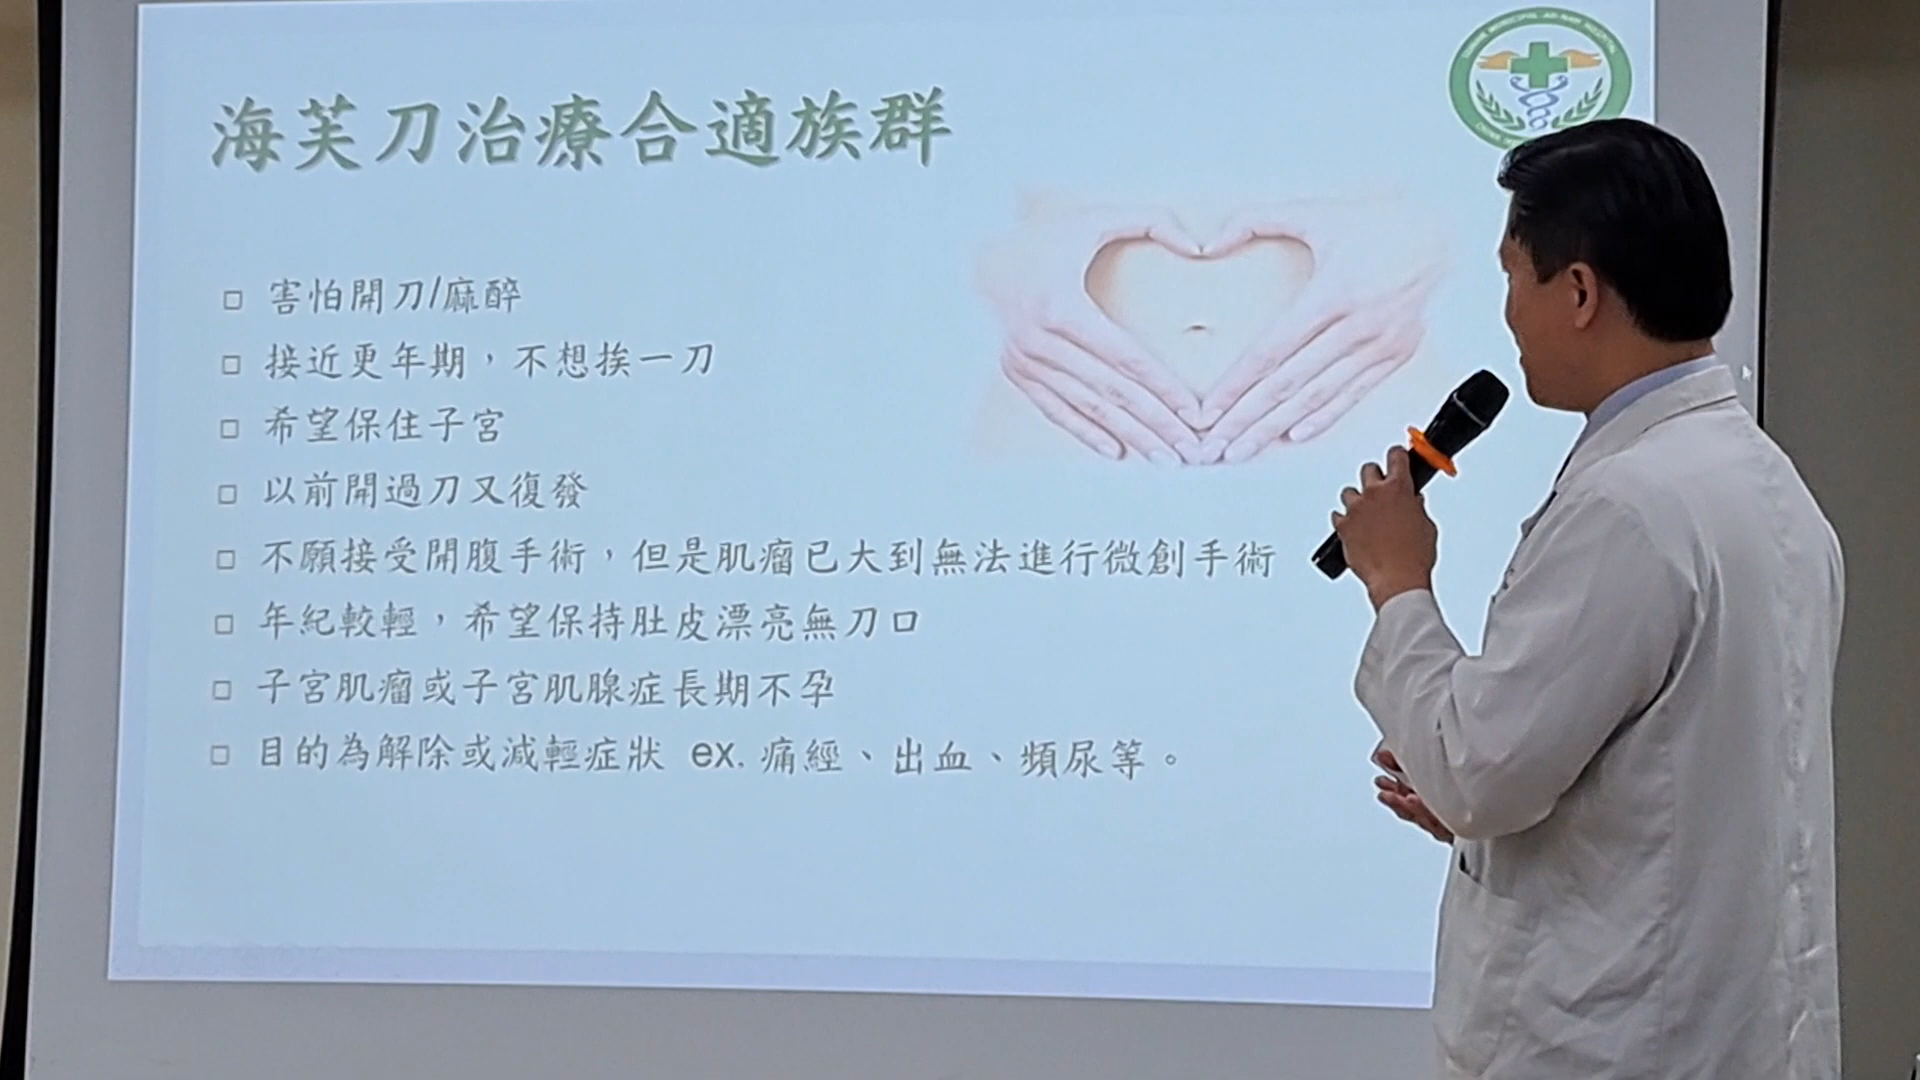 海芙刀治療合適族群
害怕開刀/麻醉
接近更年期，不想挨一刀
希望保住子宮
以前開過刀又復發
不願接受開腹手術，但是肌瘤已大到無法進行微創手術
年紀較輕，希望保持肚皮漂亮無刀口
子宮肌瘤或子宮肌腺症長期不孕
目的為解除或減輕症狀 ex. 痛經、出血、頻尿等。